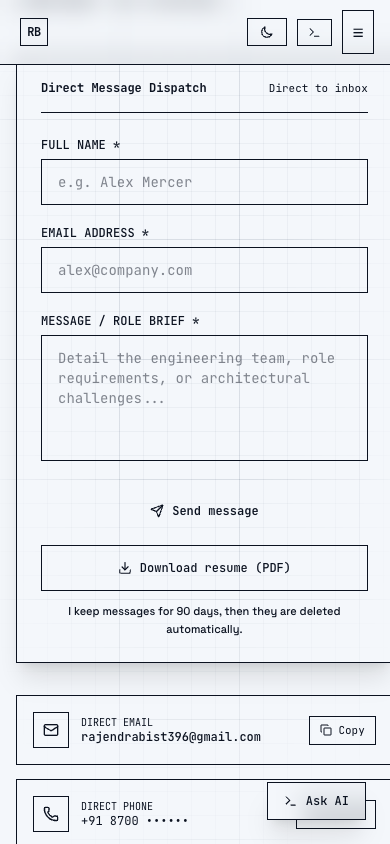 RB
Direct Message Dispatch
Direct to inbox
FULL NAME *
e.g. Alex Mercer
EMAIL ADDRESS *
alex@company.com
MESSAGE / ROLE BRIEF *
Detail the engineering team, role
requirements, or architectural
challenges...
Send message
Download resume (PDF)
I keep messages for 90 days, then they are deleted
automatically.
DIRECT EMAIL
rajendrabist396@gmail.com
Copy
DIRECT PHONE
+91 8700 ••••••
Ask AI